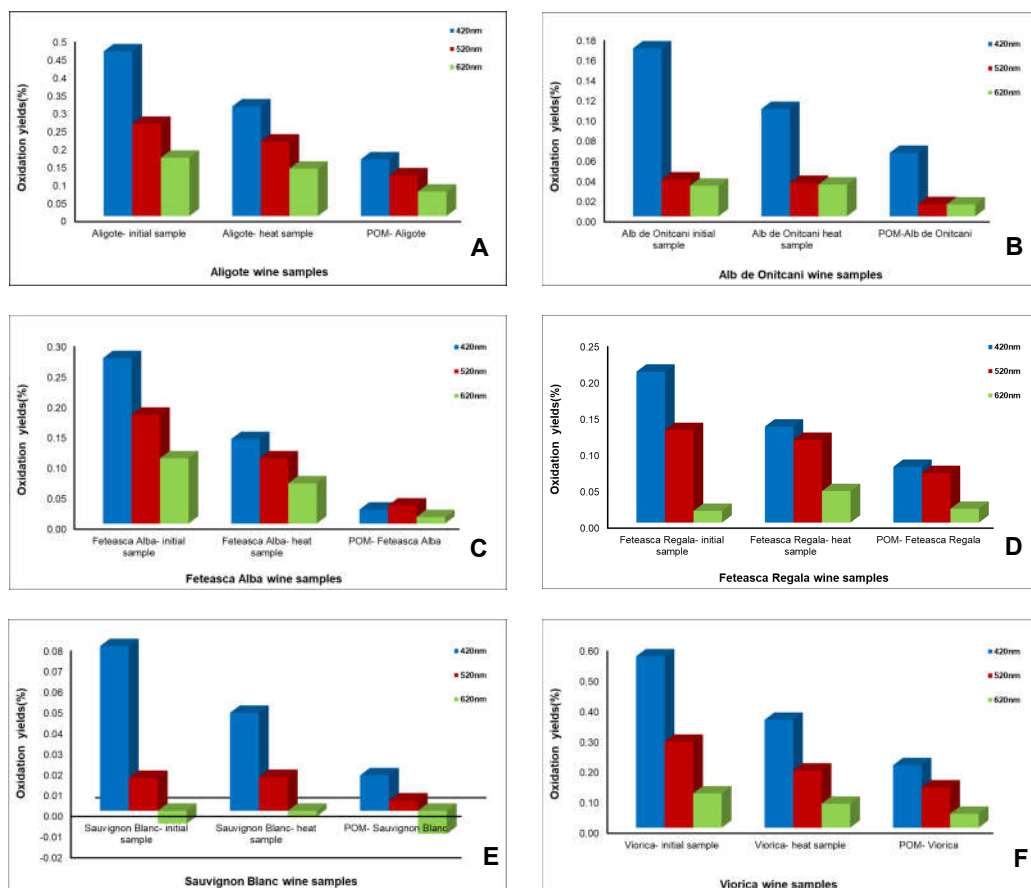 0.5
0.45
0.4
0.35
0.3
0.25
0.2
0.15
0.1
0.05
0
Oxidation yields(%)
420nm
520nm
620nm
Aligote- initial sample
Aligote- heat sample
POM- Aligote
Aligote wine samples
A
0.18
0.16
0.14
0.12
0.10
0.08
0.06
0.04
0.02
0.00
Oxidation yields(%)
420nm
520nm
620nm
Alb de Onitcani initial
sample
Alb de Onitcani heat
sample
POM-Alb de Onitcani
Alb de Onitcani wine samples
B
0.30
0.25
0.20
0.15
0.10
0.05
0.00
Oxidation yields(%)
420nm
520nm
620nm
Feteasca Alba- initial
sample
Feteasca Alba- heat
sample
POM- Feteasca Alba
Feteasca Alba wine samples
C
0.25
0.20
0.15
0.10
0.05
0.00
Oxidation yields(%)
420nm
520nm
620nm
Feteasca Regala- initial
sample
Feteasca Regala- heat
sample
POM- Feteasca Regala
Feteasca Regala wine samples
D
0.08
0.07
0.06
0.05
0.04
0.03
0.02
0.01
0.00
-0.01
-0.02
Oxidation yields(%)
420nm
520nm
620nm
Sauvignon Blanc- initial
sample
Sauvignon Blanc- heat
sample
POM- Sauvignon Blanc
Sauvignon Blanc wine samples
E
0.60
0.50
0.40
0.30
0.20
0.10
0.00
Oxidation yields(%)
420nm
520nm
620nm
Viorica- initial sample
Viorica- heat sample
POM- Viorica
Viorica wine samples
F